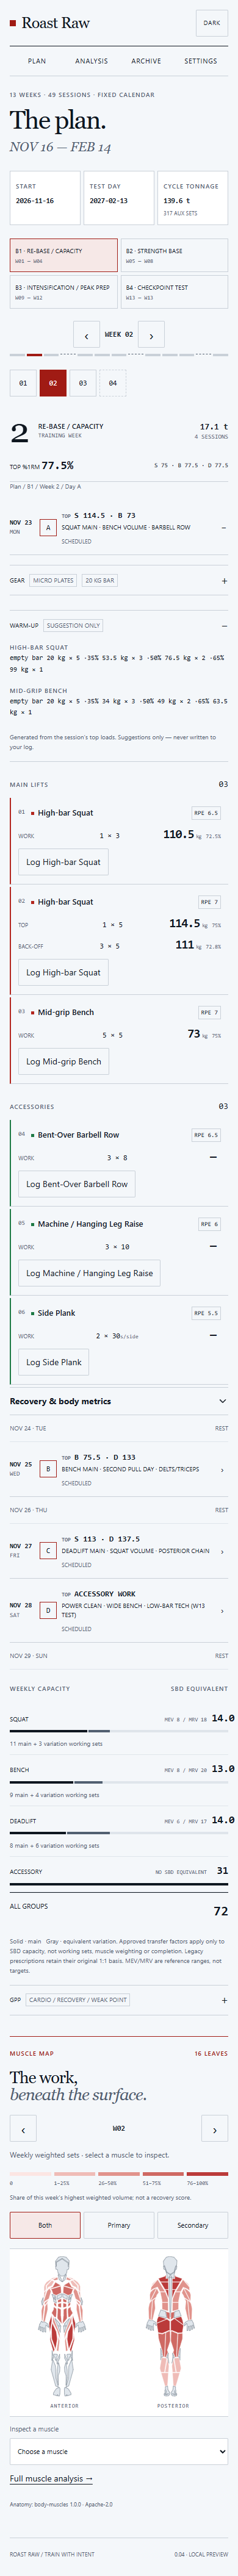 Roast Raw
DARK
PLAN ANALYSIS ARCHIVE SETTINGS
13 WEEKS · 49 SESSIONS · FIXED CALENDAR
The plan.
NOV 16 — FEB 14
START
2026-11-16
TEST DAY
2027-02-13
CYCLE TONNAGE
139.6 t
317 AUX SETS
B1 · RE-BASE / CAPACITY
W01 — W04
B2 · STRENGTH BASE
W05 — W08
B3 · INTENSIFICATION / PEAK PREP
W09 — W12
B4 · CHECKPOINT TEST
W13 — W13
‹ WEEK 02 ›
01 02 03 04
2
RE-BASE / CAPACITY
TRAINING WEEK
17.1 t
4 SESSIONS
TOP %1RM 77.5%
S 75 · B 77.5 · D 77.5
Plan / B1 / Week 2 / Day A
NOV 23
MON
A
TOP S 114.5 · B 73
SQUAT MAIN · BENCH VOLUME · BARBELL ROW
SCHEDULED
−
GEAR MICRO PLATES 20 KG BAR +
WARM-UP SUGGESTION ONLY −
HIGH-BAR SQUAT
empty bar 20 kg × 5 ·35% 53.5 kg × 3 ·50% 76.5 kg × 2 ·65%
99 kg × 1
MID-GRIP BENCH
empty bar 20 kg × 5 ·35% 34 kg × 3 ·50% 49 kg × 2 ·65% 63.5
kg × 1
Generated from the session's top loads. Suggestions only — never written to
your log.
MAIN LIFTS 03
01 High-bar Squat RPE 6.5
WORK 1 × 3 110.5 kg 72.5%
Log High-bar Squat
02 High-bar Squat RPE 7
TOP 1 × 5 114.5 kg 75%
BACK-OFF 3 × 5 111 kg 72.8%
Log High-bar Squat
03 Mid-grip Bench RPE 7
WORK 5 × 5 73 kg 75%
Log Mid-grip Bench
ACCESSORIES 03
04 Bent-Over Barbell Row RPE 6.5
WORK 3 × 8 —
Log Bent-Over Barbell Row
05 Machine / Hanging Leg Raise RPE 6
WORK 3 × 10 —
Log Machine / Hanging Leg Raise
06 Side Plank RPE 5.5
WORK 2 × 30s/side —
Log Side Plank
Recovery & body metrics
NOV 24 · TUE REST
NOV 25
WED
B
TOP B 75.5 · D 133
BENCH MAIN · SECOND PULL DAY · DELTS/TRICEPS
SCHEDULED
›
NOV 26 · THU REST
NOV 27
FRI
C
TOP S 113 · D 137.5
DEADLIFT MAIN · SQUAT VOLUME · POSTERIOR CHAIN
SCHEDULED
›
NOV 28
SAT
D
TOP ACCESSORY WORK
POWER CLEAN · WIDE BENCH · LOW-BAR TECH (W13
TEST)
SCHEDULED
›
NOV 29 · SUN REST
WEEKLY CAPACITY SBD EQUIVALENT
SQUAT MEV 8 / MRV 18 14.0
11 main + 3 variation working sets
BENCH MEV 8 / MRV 20 13.0
9 main + 4 variation working sets
DEADLIFT MEV 6 / MRV 17 14.0
8 main + 6 variation working sets
ACCESSORY NO SBD EQUIVALENT 31
ALL GROUPS 72
Solid · main Gray · equivalent variation. Approved transfer factors apply only to
SBD capacity, not working sets, muscle weighting or completion. Legacy
prescriptions retain their original 1:1 basis. MEV/MRV are reference ranges, not
targets.
GPP CARDIO / RECOVERY / WEAK POINT +
MUSCLE MAP 16 LEAVES
The work,
beneath the surface.
‹ W02 ›
Weekly weighted sets · select a muscle to inspect.
0 1–25% 26–50% 51–75% 76–100%
Share of this week's highest weighted volume: not a recovery score.
Both Primary Secondary
ANTERIOR POSTERIOR
Inspect a muscle
Choose a muscle
Full muscle analysis →
Anatomy: body-muscles 1.0.0 · Apache-2.0
ROAST RAW / TRAIN WITH INTENT 0.04 · LOCAL PREVIEW